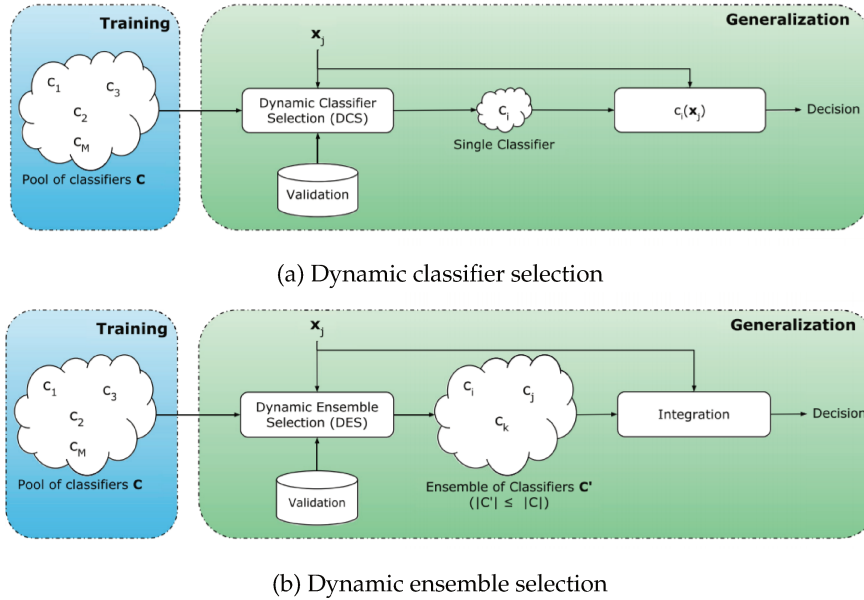 Training
Generalization
x_j
c_1
c_3
c_2
c_M
Pool of classifiers C
Dynamic Classifier
Selection (DCS)
Validation
c_i
Single Classifier
c_i(x_j)
Decision
(a) Dynamic classifier selection
Training
Generalization
x_j
c_1
c_3
c_2
c_M
Pool of classifiers C
Dynamic Ensemble
Selection (DES)
Validation
c_i
c_j
c_k
Ensemble of Classifiers C'
(|C'| ≤ |C|)
Integration
Decision
(b) Dynamic ensemble selection